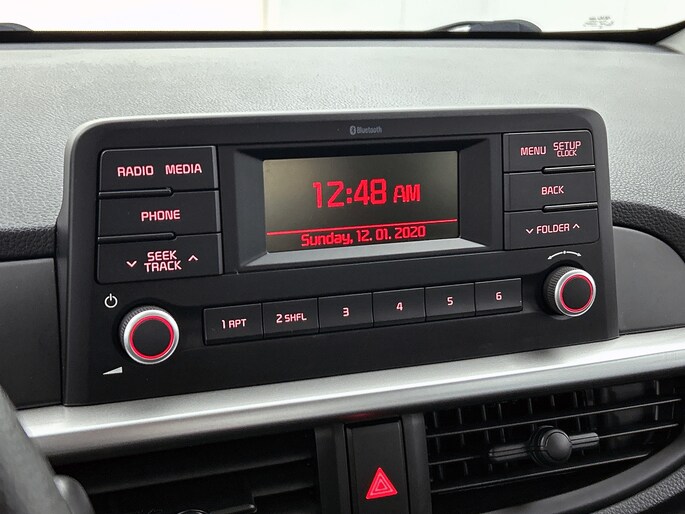 Bluetooth
RADIO MEDIA
PHONE
SEEK
TRACK
12:48 AM
Sunday, 12. 01. 2020
MENU SETUP
CLOCK
BACK
FOLDER
1 RPT 2 SHFL 3 4 5 6